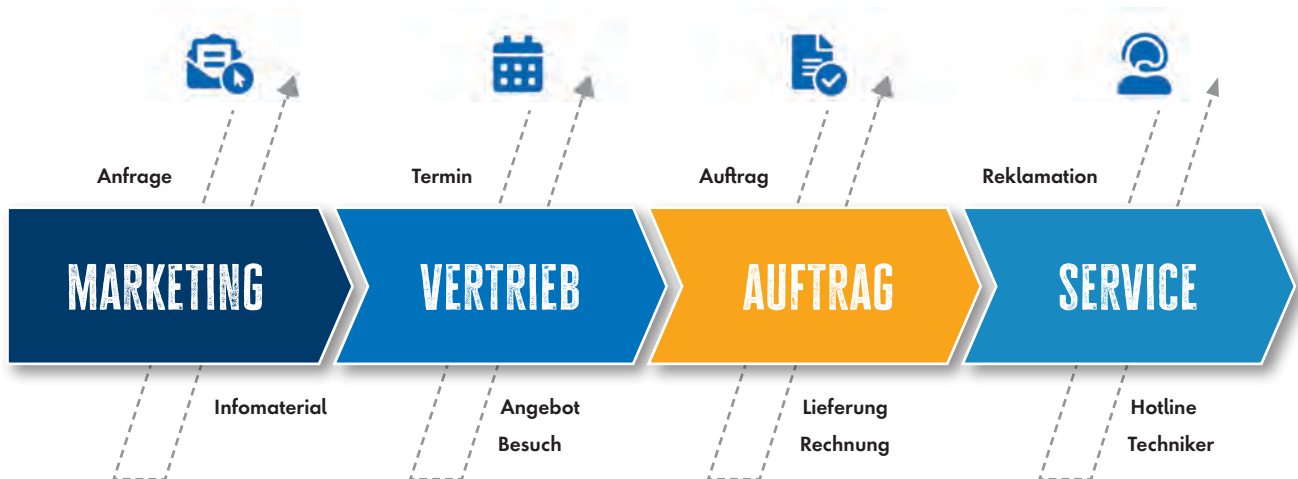 Anfrage
Termin
Auftrag
Reklamation
MARKETING
VERTRIEB
AUFTRAG
SERVICE
Infomaterial
Angebot
Besuch
Lieferung
Rechnung
Hotline
Techniker